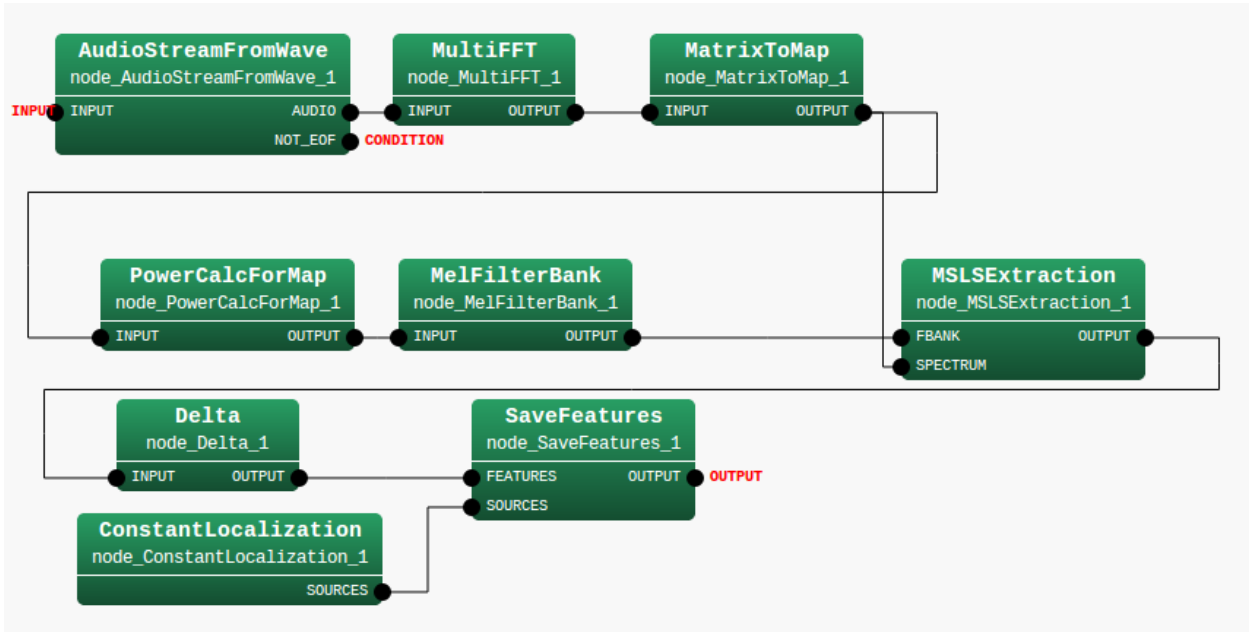 AudioStreamFromWave
node_AudioStreamFromWave_1
INPUT INPUT AUDIO
NOT_EOF CONDITION
MultiFFT
node_MultiFFT_1
INPUT OUTPUT
MatrixToMap
node_MatrixToMap_1
INPUT OUTPUT
PowerCalcForMap
node_PowerCalcForMap_1
INPUT OUTPUT
MelFilterBank
node_MelFilterBank_1
INPUT OUTPUT
MSLSExtraction
node_MSLSExtraction_1
FBANK OUTPUT
SPECTRUM
Delta
node_Delta_1
INPUT OUTPUT
SaveFeatures
node_SaveFeatures_1
FEATURES OUTPUT OUTPUT
SOURCES
ConstantLocalization
node_ConstantLocalization_1
SOURCES